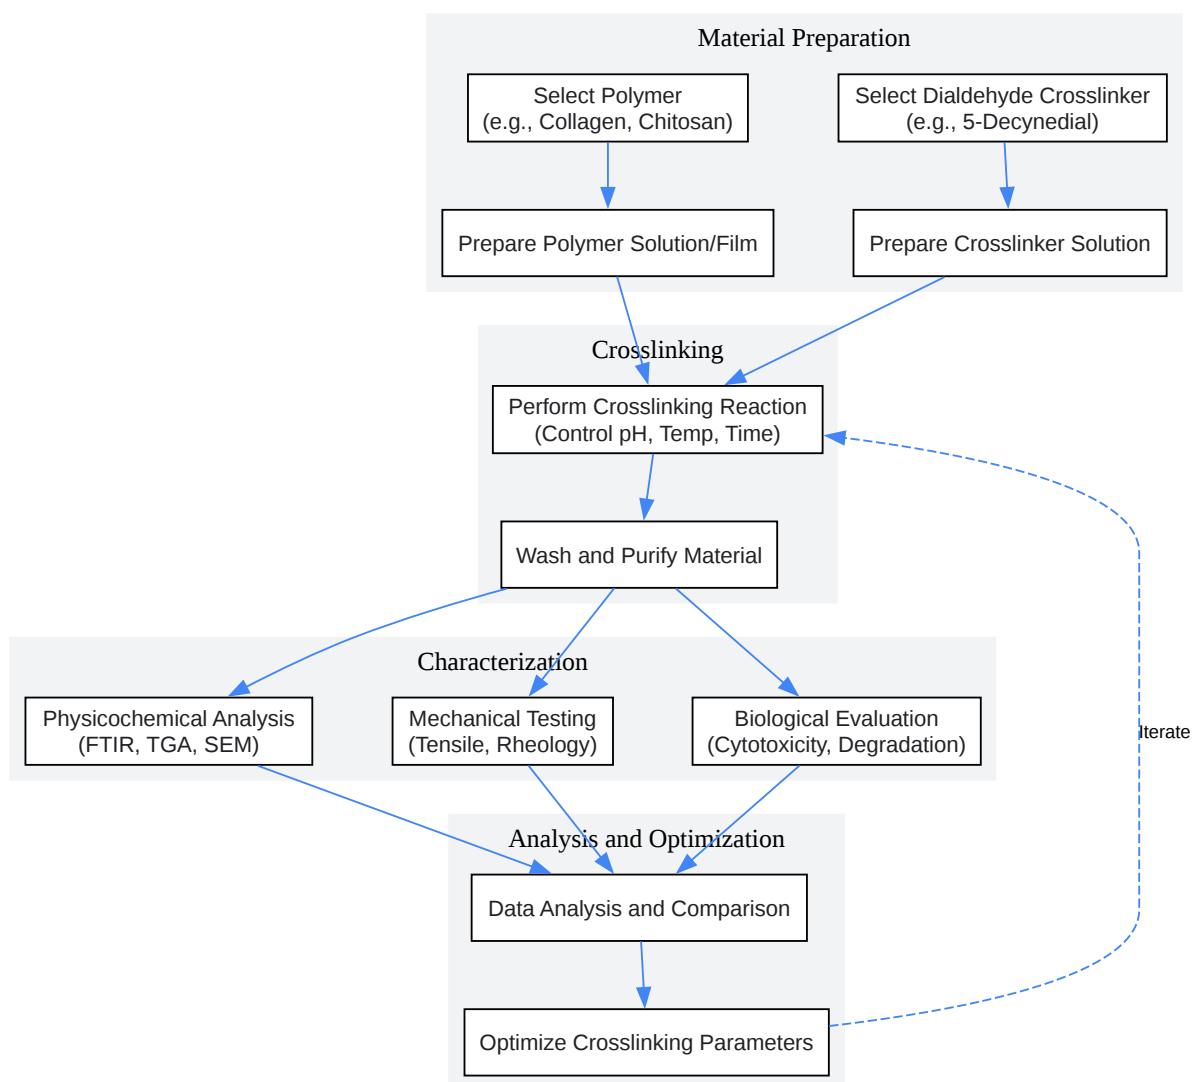 Material Preparation
Select Polymer
(e.g., Collagen, Chitosan)
Select Dialdehyde Crosslinker
(e.g., 5-Decynedial)
Prepare Polymer Solution/Film
Prepare Crosslinker Solution
Crosslinking
Perform Crosslinking Reaction
(Control pH, Temp, Time)
Wash and Purify Material
Characterization
Physicochemical Analysis
(FTIR, TGA, SEM)
Mechanical Testing
(Tensile, Rheology)
Biological Evaluation
(Cytotoxicity, Degradation)
Iterate
Analysis and Optimization
Data Analysis and Comparison
Optimize Crosslinking Parameters